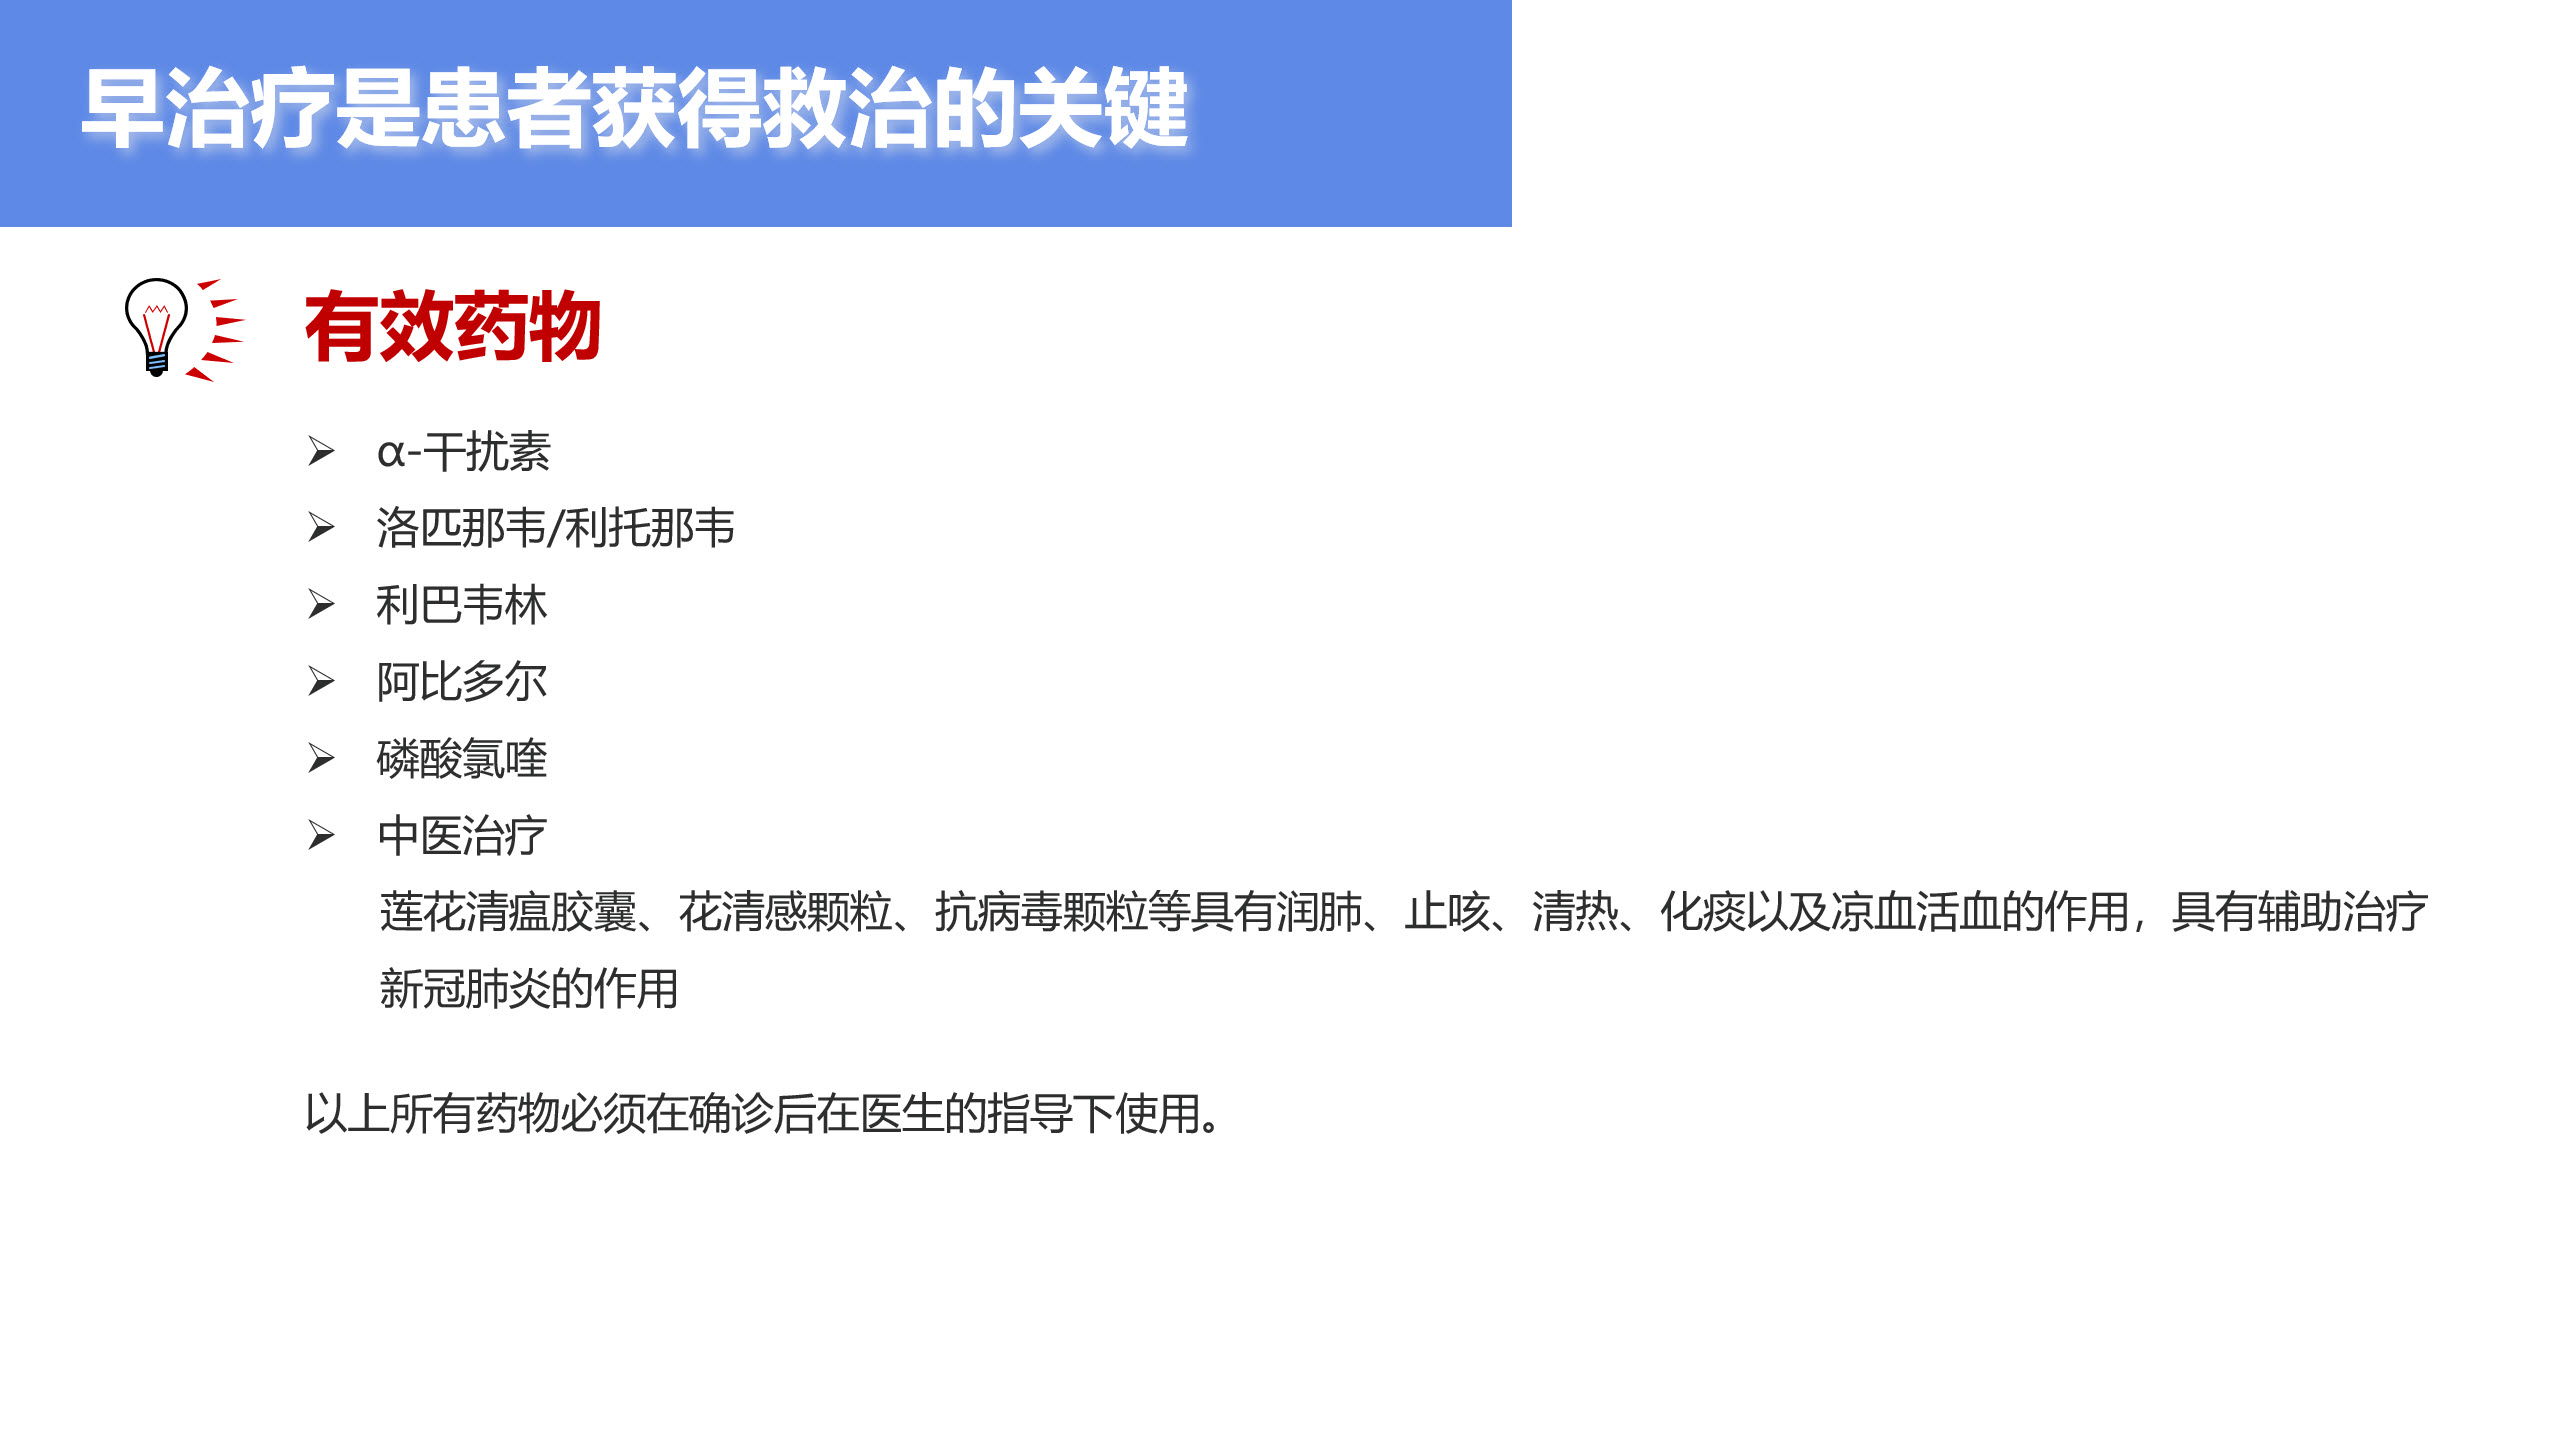 早治疗是患者获得救治的关键
有效药物
➢ α-干扰素
➢ 洛匹那韦/利托那韦
➢ 利巴韦林
➢ 阿比多尔
➢ 磷酸氯喹
➢ 中医治疗
莲花清瘟胶囊、花清感颗粒、抗病毒颗粒等具有润肺、止咳、清热、化痰以及凉血活血的作用，具有辅助治疗
新冠肺炎的作用
以上所有药物必须在确诊后在医生的指导下使用。